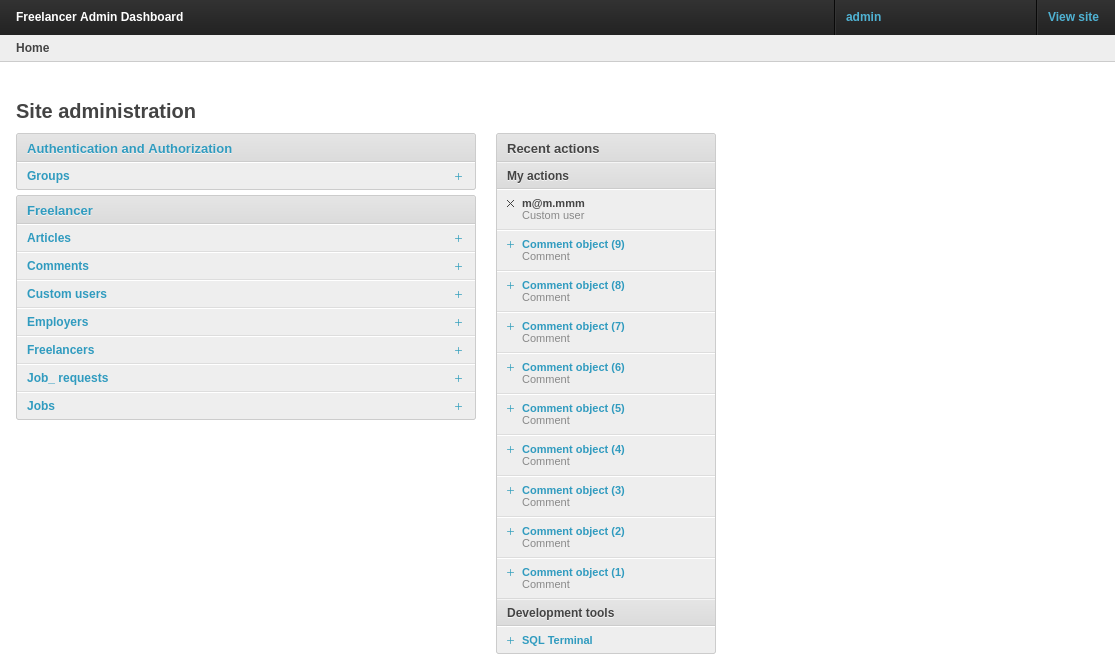 Freelancer Admin Dashboard
admin
View site
Home
Site administration
Authentication and Authorization
Groups
Freelancer
Articles
Comments
Custom users
Employers
Freelancers
Job_ requests
Jobs
Recent actions
My actions
m@m.mmm
Custom user
Comment object (9)
Comment
Comment object (8)
Comment
Comment object (7)
Comment
Comment object (6)
Comment
Comment object (5)
Comment
Comment object (4)
Comment
Comment object (3)
Comment
Comment object (2)
Comment
Comment object (1)
Comment
Development tools
SQL Terminal